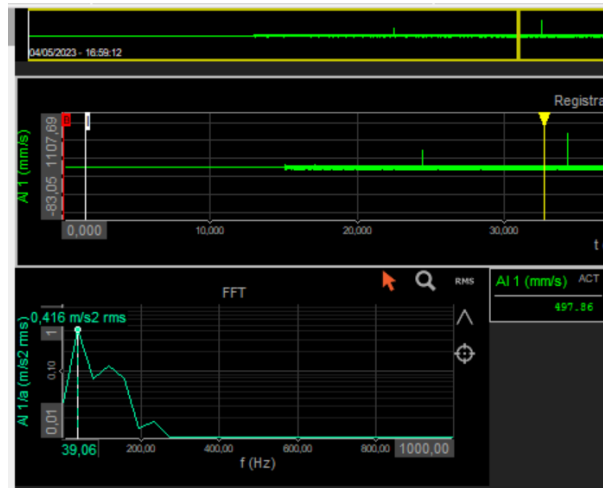 04/05/2023 - 16:59:12
Registra
AI 1 (mm/s)
1107,69
-83,05
0,000
10,000
20,000
30,000
t
FFT
RMS
AI 1 (mm/s) ACT
497.86
0,416 m/s2 rms
AI 1/a (m/s2 rms)
1
0,10
0,01
39,06
200,00
400,00
600,00
800,00
1000,00
f (Hz)